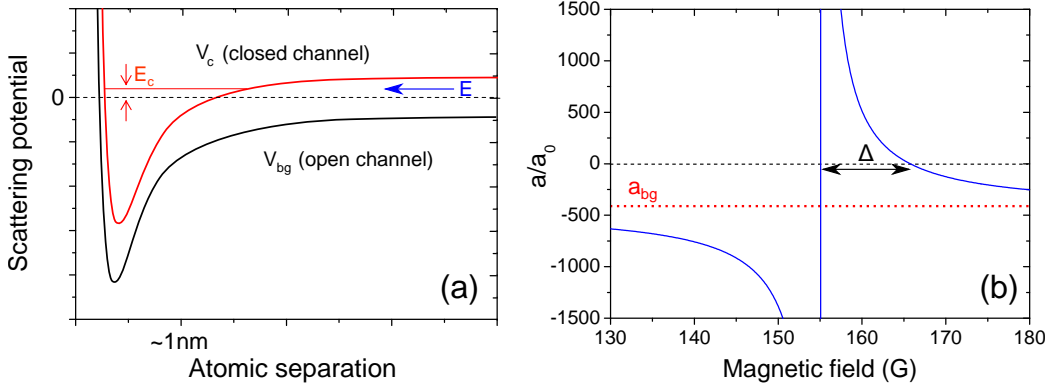 V_c (closed channel)
E_c
E
0
V_bg (open channel)
Scattering potential
(a)
~1nm
Atomic separation
1500
1000
500
0
-500
-1000
-1500
a/a_0
Δ
a_bg
(b)
130
140
150
160
170
180
Magnetic field (G)